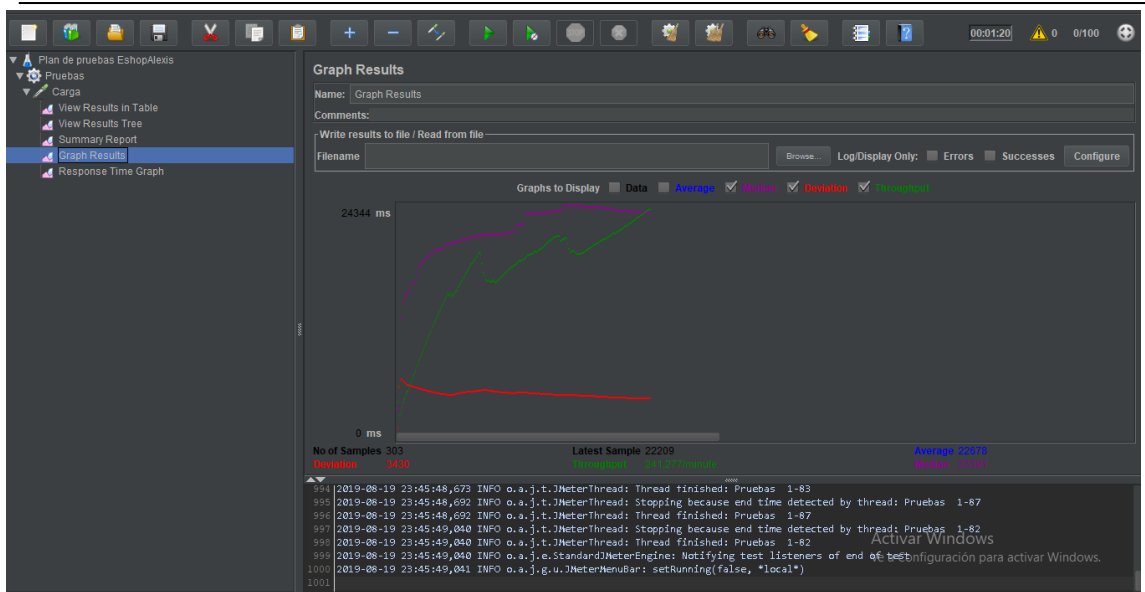 00:01:20 0 0/100
Plan de pruebas EshopAlexis
Pruebas
Carga
View Results in Table
View Results Tree
Summary Report
Graph Results
Response Time Graph
Graph Results
Name: Graph Results
Comments:
Write results to file / Read from file
Filename Browse... Log/Display Only: Errors Successes Configure
Graphs to Display Data Average Median Deviation Throughput
24344 ms
0 ms
No of Samples 303 Latest Sample 22209 Average 22678
Deviation 3430 Throughput Median
994 2019-08-19 23:45:48,673 INFO o.a.j.t.JMeterThread: Thread finished: Pruebas 1-83
995 2019-08-19 23:45:48,692 INFO o.a.j.t.JMeterThread: Stopping because end time detected by thread: Pruebas 1-87
996 2019-08-19 23:45:48,692 INFO o.a.j.t.JMeterThread: Thread finished: Pruebas 1-87
997 2019-08-19 23:45:49,040 INFO o.a.j.t.JMeterThread: Stopping because end time detected by thread: Pruebas 1-82
998 2019-08-19 23:45:49,040 INFO o.a.j.t.JMeterThread: Thread finished: Pruebas 1-82
Activar Windows
999 2019-08-19 23:45:49,040 INFO o.a.j.e.StandardJMeterEngine: Notifying test listeners of end of test
configuración para activar Windows.
1000 2019-08-19 23:45:49,041 INFO o.a.j.g.u.JMeterMenuBar: setRunning(false, *local*)
1001